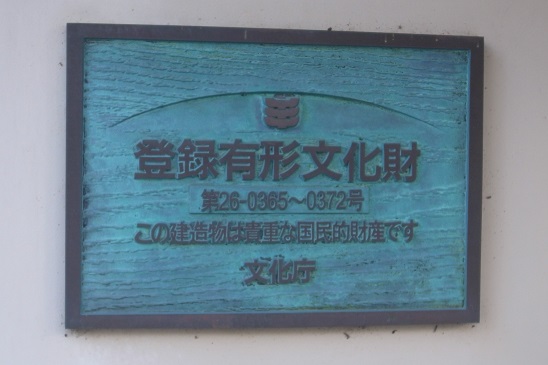 登録有形文化財
第26-0365～0372号
この建造物は貴重な国民的財産です
文化庁